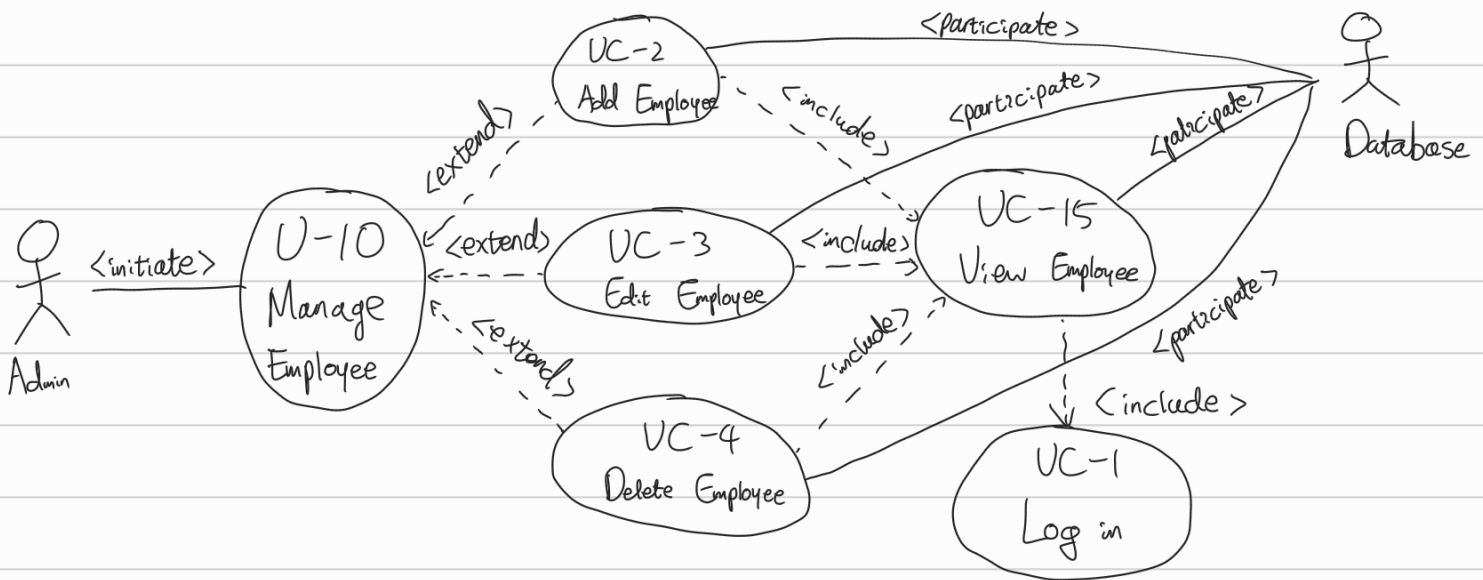 <participate>
UC-2
Add Employee
<extend>
<include>
<participate>
<palicipate>
Database
Admin
<initiate>
U-10
Manage
Employee
<extend>
UC-3
Edit Employee
<include>
UC-15
View Employee
<extend>
UC-4
Delete Employee
<include>
<participate>
<include>
UC-1
Log in